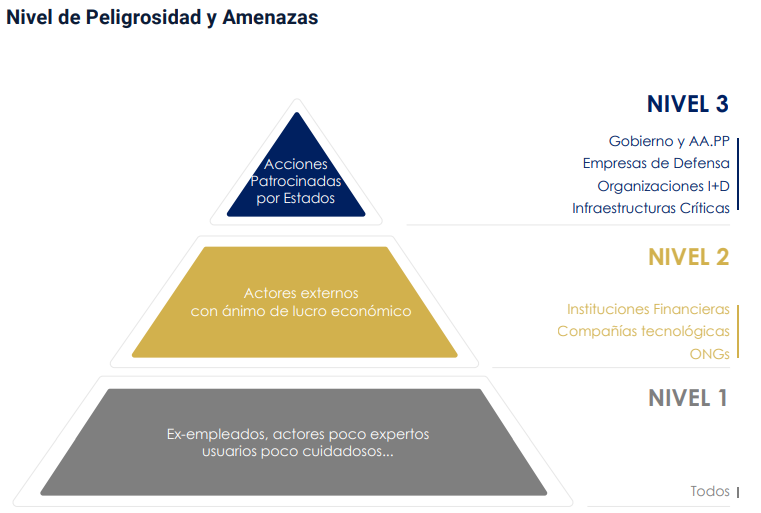 Nivel de Peligrosidad y Amenazas
NIVEL 3
Acciones
Patrocinadas
por Estados
Gobierno y AA.PP
Empresas de Defensa
Organizaciones I+D
Infraestructuras Críticas
NIVEL 2
Actores externos
con ánimo de lucro económico
Instituciones Financieras
Compañías tecnológicas
ONGs
NIVEL 1
Ex-empleados, actores poco expertos
usuarios poco cuidadosos...
Todos